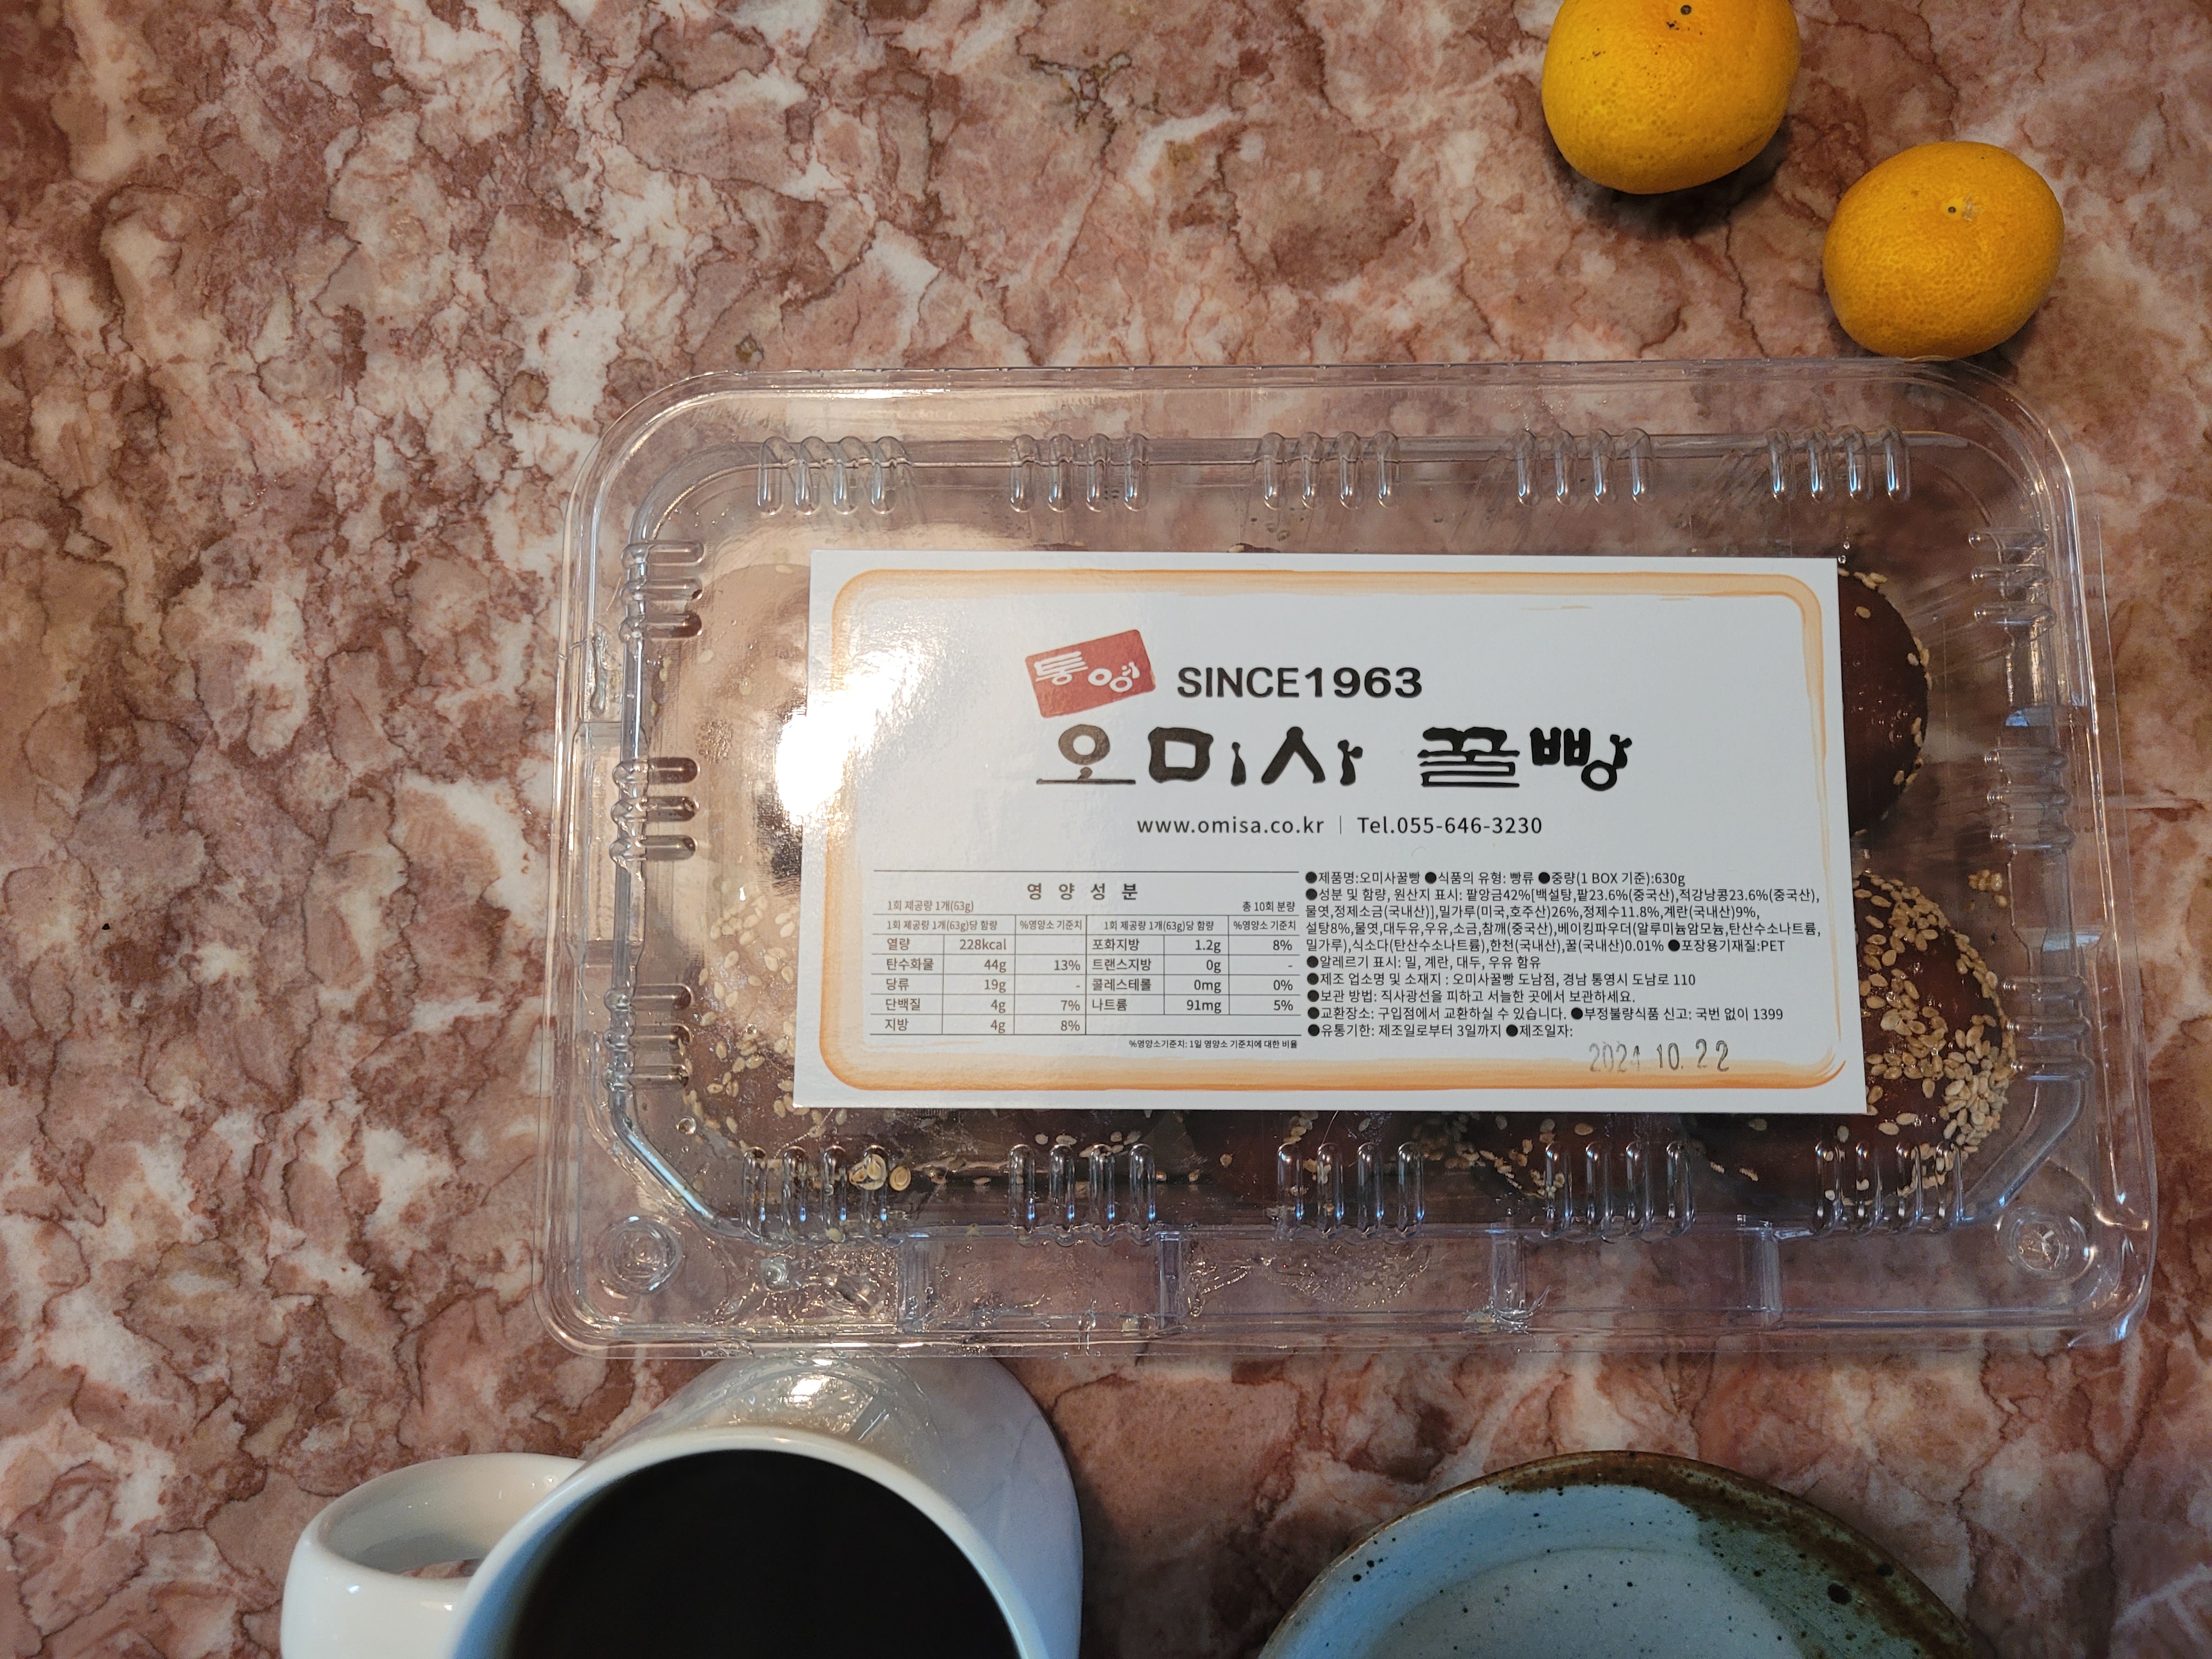 통영 SINCE1963
오미사 꿀빵
www.omisa.co.kr | Tel.055-646-3230
영 양 성 분
1회 제공량 1개(63g) 총 10회 분량
1회 제공량 1개(63g)당 함량 %영양소 기준치 1회 제공량 1개(63g)당 함량 %영양소 기준치
열량 228kcal 포화지방 1.2g 8%
탄수화물 44g 13% 트랜스지방 0g -
당류 19g - 콜레스테롤 0mg 0%
단백질 4g 7% 나트륨 91mg 5%
지방 4g 8%
%영양소기준치: 1일 영양소 기준치에 대한 비율
●제품명:오미사꿀빵 ●식품의 유형: 빵류 ●중량(1 BOX 기준):630g
●성분 및 함량, 원산지 표시: 팥앙금42%[백설탕,팥23.6%(중국산),적강낭콩23.6%(중국산),
물엿,정제소금(국내산)],밀가루(미국,호주산)26%,정제수11.8%,계란(국내산)9%,
설탕8%,물엿,대두유,우유,소금,참깨(중국산),베이킹파우더(알루미늄암모늄,탄산수소나트륨,
밀가루),식소다(탄산수소나트륨),한천(국내산),꿀(국내산)0.01% ●포장용기재질:PET
●알레르기 표시: 밀, 계란, 대두, 우유 함유
●제조 업소명 및 소재지 : 오미사꿀빵 도남점, 경남 통영시 도남로 110
●보관 방법: 직사광선을 피하고 서늘한 곳에서 보관하세요.
●교환장소: 구입점에서 교환하실 수 있습니다. ●부정불량식품 신고: 국번 없이 1399
●유통기한: 제조일로부터 3일까지 ●제조일자:
2024 10. 22